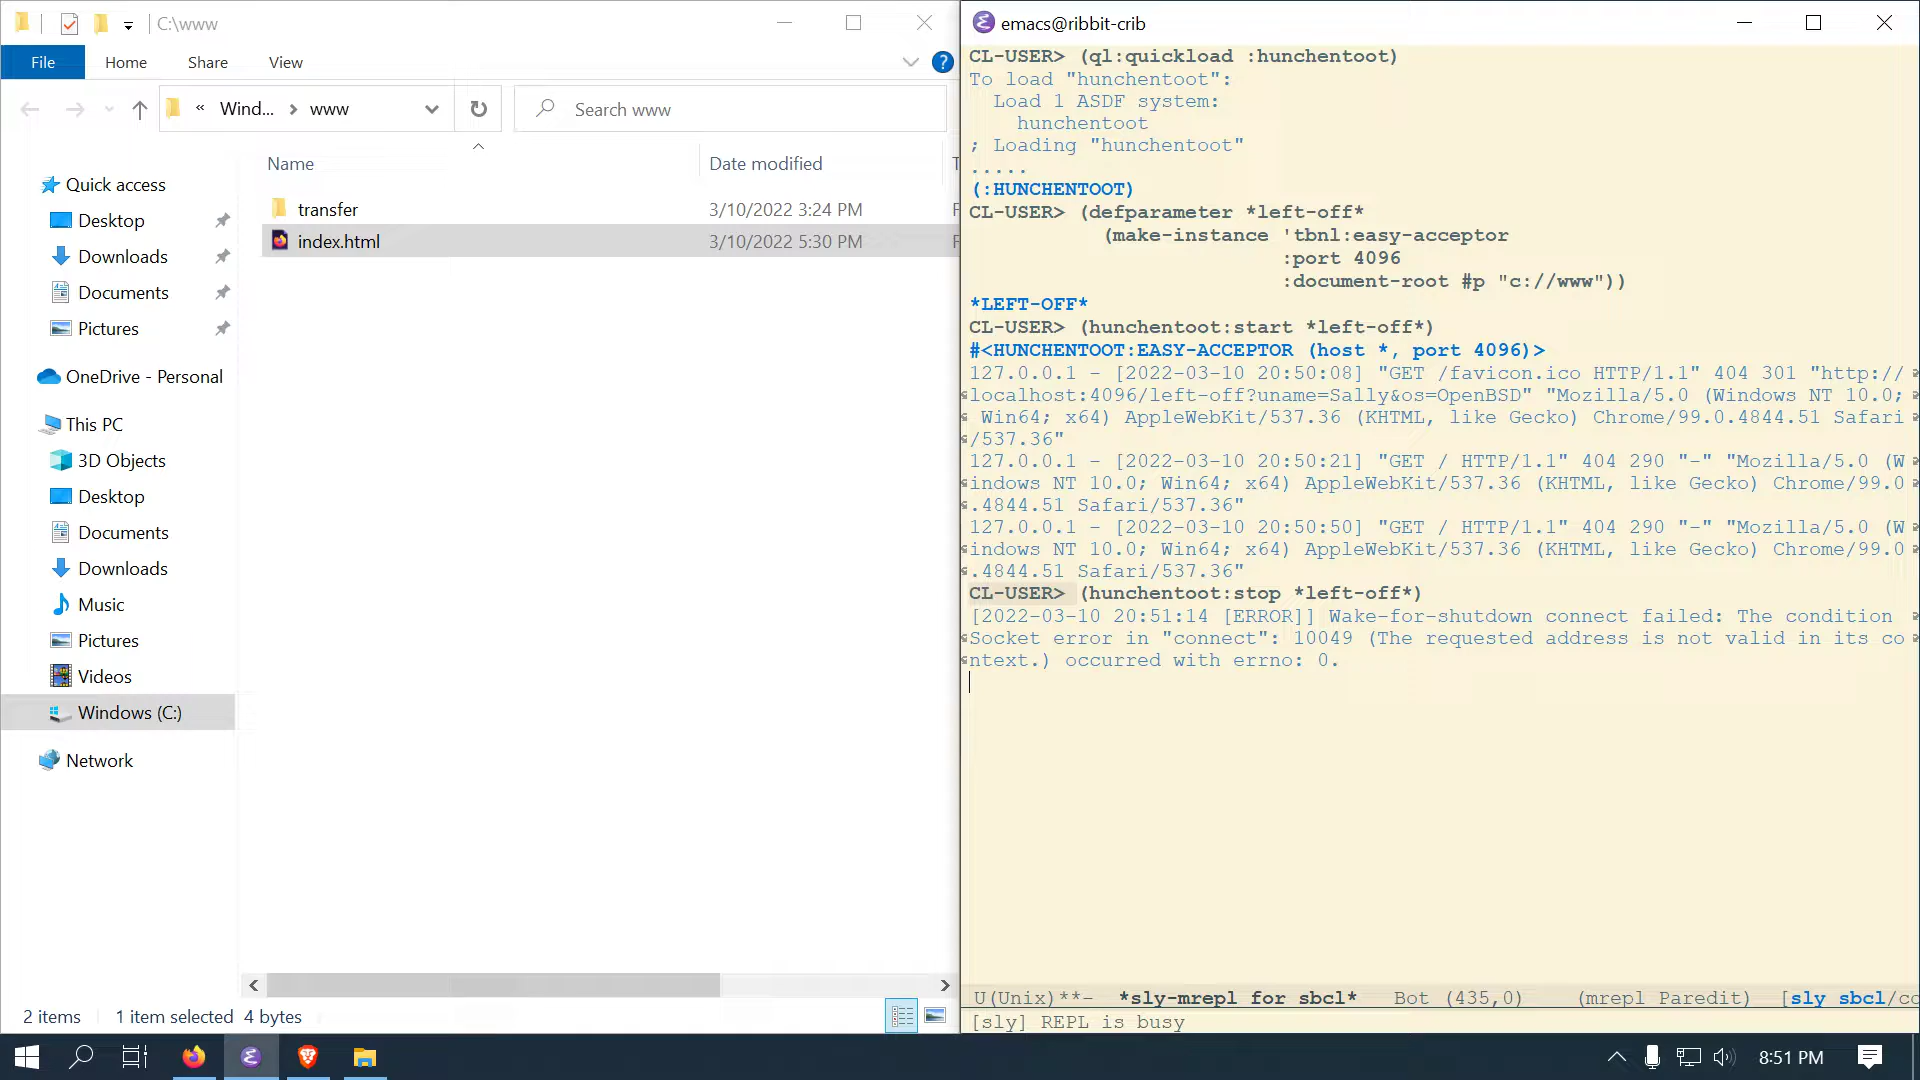 C:\www
File
Home
Share
View
« Wind... > www
Search www
Name
Date modified
Quick access
Desktop
Downloads
Documents
Pictures
OneDrive - Personal
This PC
3D Objects
Desktop
Documents
Downloads
Music
Pictures
Videos
Windows (C:)
Network
transfer 3/10/2022 3:24 PM
index.html 3/10/2022 5:30 PM
2 items 1 item selected 4 bytes
emacs@ribbit-crib
CL-USER> (ql:quickload :hunchentoot)
To load "hunchentoot":
Load 1 ASDF system:
hunchentoot
; Loading "hunchentoot"
.....
(:HUNCHENTOOT)
CL-USER> (defparameter *left-off*
(make-instance 'tbnl:easy-acceptor
:port 4096
:document-root #p "c://www"))
*LEFT-OFF*
CL-USER> (hunchentoot:start *left-off*)
#<HUNCHENTOOT:EASY-ACCEPTOR (host *, port 4096)>
127.0.0.1 - [2022-03-10 20:50:08] "GET /favicon.ico HTTP/1.1" 404 301 "http://
localhost:4096/left-off?uname=Sally&os=OpenBSD" "Mozilla/5.0 (Windows NT 10.0;
Win64; x64) AppleWebKit/537.36 (KHTML, like Gecko) Chrome/99.0.4844.51 Safari
/537.36"
127.0.0.1 - [2022-03-10 20:50:21] "GET / HTTP/1.1" 404 290 "-" "Mozilla/5.0 (W
indows NT 10.0; Win64; x64) AppleWebKit/537.36 (KHTML, like Gecko) Chrome/99.0
.4844.51 Safari/537.36"
127.0.0.1 - [2022-03-10 20:50:50] "GET / HTTP/1.1" 404 290 "-" "Mozilla/5.0 (W
indows NT 10.0; Win64; x64) AppleWebKit/537.36 (KHTML, like Gecko) Chrome/99.0
.4844.51 Safari/537.36"
CL-USER> (hunchentoot:stop *left-off*)
[2022-03-10 20:51:14 [ERROR]] Wake-for-shutdown connect failed: The condition
Socket error in "connect": 10049 (The requested address is not valid in its co
ntext.) occurred with errno: 0.
U(Unix)**- *sly-mrepl for sbcl* Bot (435,0) (mrepl Paredit) [sly sbcl/co
[sly] REPL is busy
8:51 PM